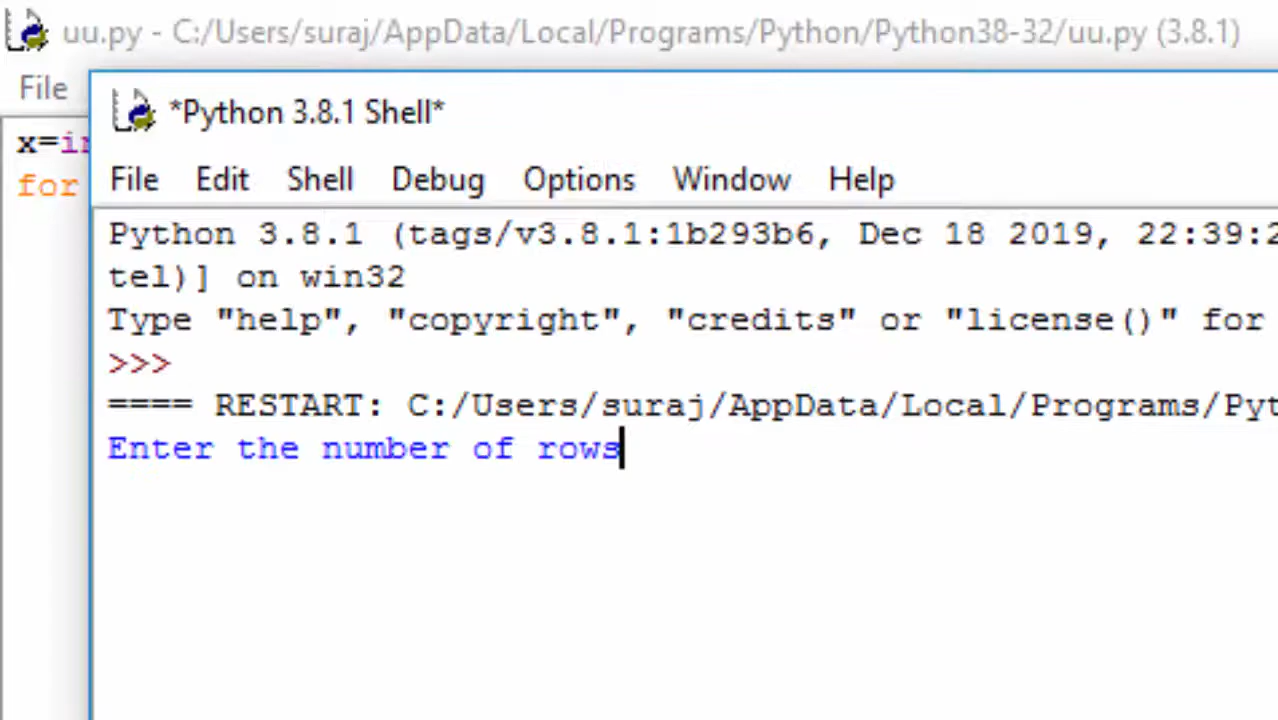 uu.py - C:/Users/suraj/AppData/Local/Programs/Python/Python38-32/uu.py (3.8.1)
File
*Python 3.8.1 Shell*
x=in
for
File Edit Shell Debug Options Window Help
Python 3.8.1 (tags/v3.8.1:1b293b6, Dec 18 2019, 22:39:2
tel)] on win32
Type "help", "copyright", "credits" or "license()" for
>>>
==== RESTART: C:/Users/suraj/AppData/Local/Programs/Pyt
Enter the number of rows